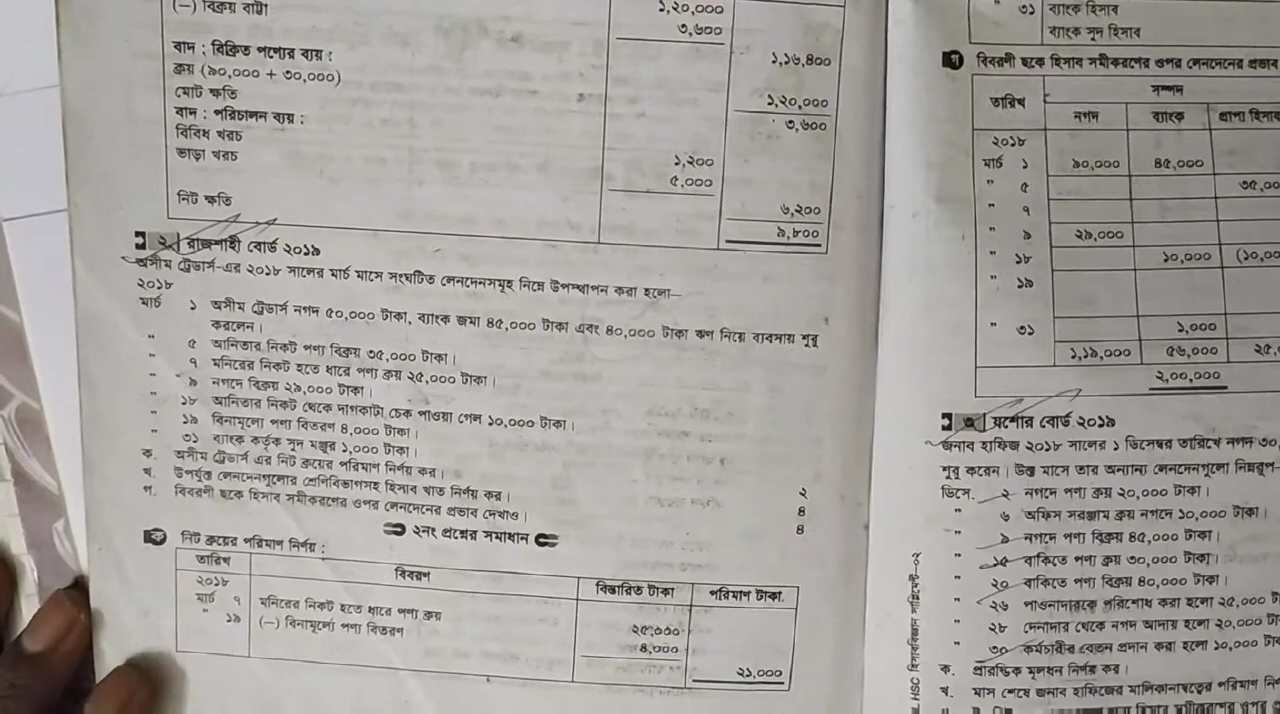 (–) বিক্রয় বাট্টা ১,২০,০০০
৩,৬০০
১,১৬,৪০০
বাদ : বিক্রিত পণ্যের ব্যয় :
ক্রয় (৯০,০০০ + ৩০,০০০) ১,২০,০০০
মোট ক্ষতি ৩,৬০০
বাদ : পরিচালন ব্যয় :
বিবিধ খরচ ১,২০০
ভাড়া খরচ ৫,০০০
৬,২০০
নিট ক্ষতি ৯,৮০০
২ রাজশাহী বোর্ড ২০১৯
অসীম ট্রেডার্স-এর ২০১৮ সালের মার্চ মাসে সংঘটিত লেনদেনসমূহ নিম্নে উপস্থাপন করা হলো—
২০১৮
মার্চ ১ অসীম ট্রেডার্স নগদ ৫০,০০০ টাকা, ব্যাংক জমা ৪৫,০০০ টাকা এবং ৪০,০০০ টাকা ঋণ নিয়ে ব্যবসায় শুরু
করলেন।
" ৫ আনিতার নিকট পণ্য বিক্রয় ৩৫,০০০ টাকা।
" ৭ মনিরের নিকট হতে ধারে পণ্য ক্রয় ২৫,০০০ টাকা।
" ৯ নগদে বিক্রয় ২৯,০০০ টাকা।
" ১৮ আনিতার নিকট থেকে দাগকাটা চেক পাওয়া গেল ১০,০০০ টাকা।
" ১৯ বিনামূল্যে পণ্য বিতরণ ৪,০০০ টাকা।
" ৩১ ব্যাংক কর্তৃক সুদ মঞ্জুর ১,০০০ টাকা।
ক. অসীম ট্রেডার্স এর নিট ক্রয়ের পরিমাণ নির্ণয় কর। ২
খ. উপর্যুক্ত লেনদেনগুলোর শ্রেণিবিভাগসহ হিসাব খাত নির্ণয় কর। ৪
গ. বিবরণী ছকে হিসাব সমীকরণের ওপর লেনদেনের প্রভাব দেখাও। ৪
২নং প্রশ্নের সমাধান
ক নিট ক্রয়ের পরিমাণ নির্ণয় :
তারিখ বিবরণ বিস্তারিত টাকা পরিমাণ টাকা
২০১৮
মার্চ ৭ মনিরের নিকট হতে ধারে পণ্য ক্রয় ২৫,০০০
" ১৯ (–) বিনামূল্যে পণ্য বিতরণ ৪,০০০
২১,০০০
" ৩১ ব্যাংক হিসাব
ব্যাংক সুদ হিসাব
গ বিবরণী ছকে হিসাব সমীকরণের ওপর লেনদেনের প্রভাব
তারিখ সম্পদ
নগদ ব্যাংক প্রাপ্য হিসাব
২০১৮
মার্চ ১ ৯০,০০০ ৪৫,০০০
" ৫ ৩৫,০০
" ৭
" ৯ ২৯,০০০
" ১৮ ১০,০০০ (১০,০০
" ১৯
" ৩১ ১,০০০
১,১৯,০০০ ৫৬,০০০ ২৫,
২,০০,০০০
৩ যশোর বোর্ড ২০১৯
জনাব হাফিজ ২০১৮ সালের ১ ডিসেম্বর তারিখে নগদ ৩০,
শুরু করেন। উক্ত মাসে তার অন্যান্য লেনদেনগুলো নিম্নরূপ—
ডিসে. ২ নগদে পণ্য ক্রয় ২০,০০০ টাকা।
" ৬ অফিস সরঞ্জাম ক্রয় নগদে ১০,০০০ টাকা।
" ৯ নগদে পণ্য বিক্রয় ৪৫,০০০ টাকা।
" ১৫ বাকিতে পণ্য ক্রয় ৩০,০০০ টাকা।
" ২০ বাকিতে পণ্য বিক্রয় ৪০,০০০ টাকা।
" ২৬ পাওনাদারকে পরিশোধ করা হলো ২৫,০০০ ট
" ২৮ দেনাদার থেকে নগদ আদায় হলো ২০,০০০ টা
" ৩০ কর্মচারীর বেতন প্রদান করা হলো ১০,০০০ টা
ক. প্রারম্ভিক মূলধন নির্ণয় কর।
খ. মাস শেষে জনাব হাফিজের মালিকানাস্বত্বের পরিমাণ নির্ণ
HSC হিসাববিজ্ঞান সাপ্লিমেন্ট—০২